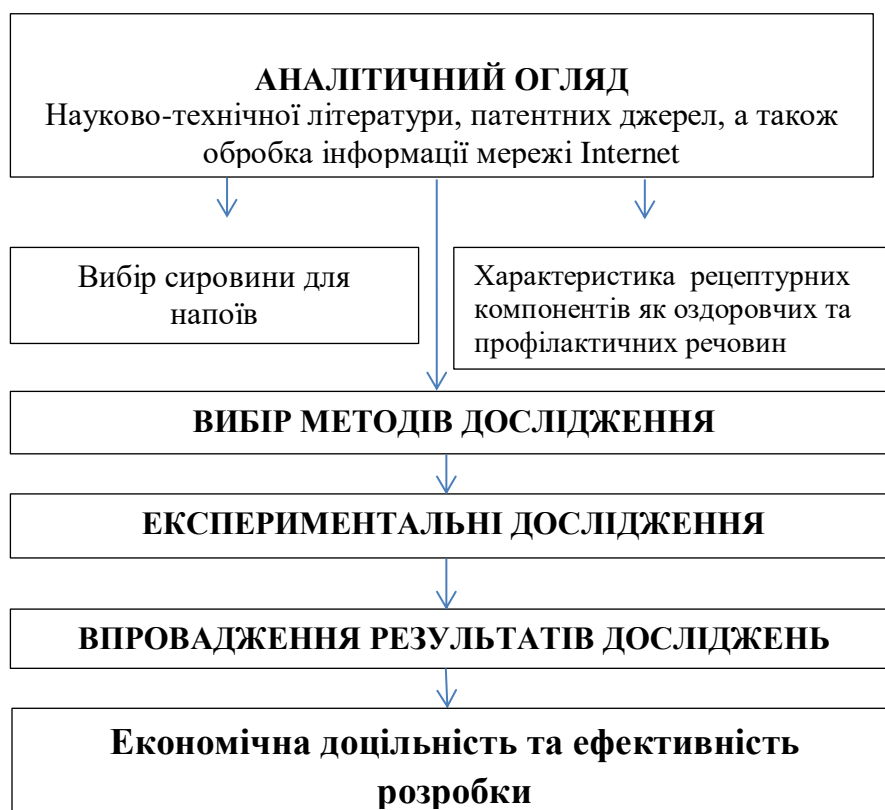 АНАЛІТИЧНИЙ ОГЛЯД
Науково-технічної літератури, патентних джерел, а також
обробка інформації мережі Internet
Вибір сировини для
напоїв
Характеристика рецептурних
компонентів як оздоровчих та
профілактичних речовин
ВИБІР МЕТОДІВ ДОСЛІДЖЕННЯ
ЕКСПЕРИМЕНТАЛЬНІ ДОСЛІДЖЕННЯ
ВПРОВАДЖЕННЯ РЕЗУЛЬТАТІВ ДОСЛІДЖЕНЬ
Економічна доцільність та ефективність
розробки